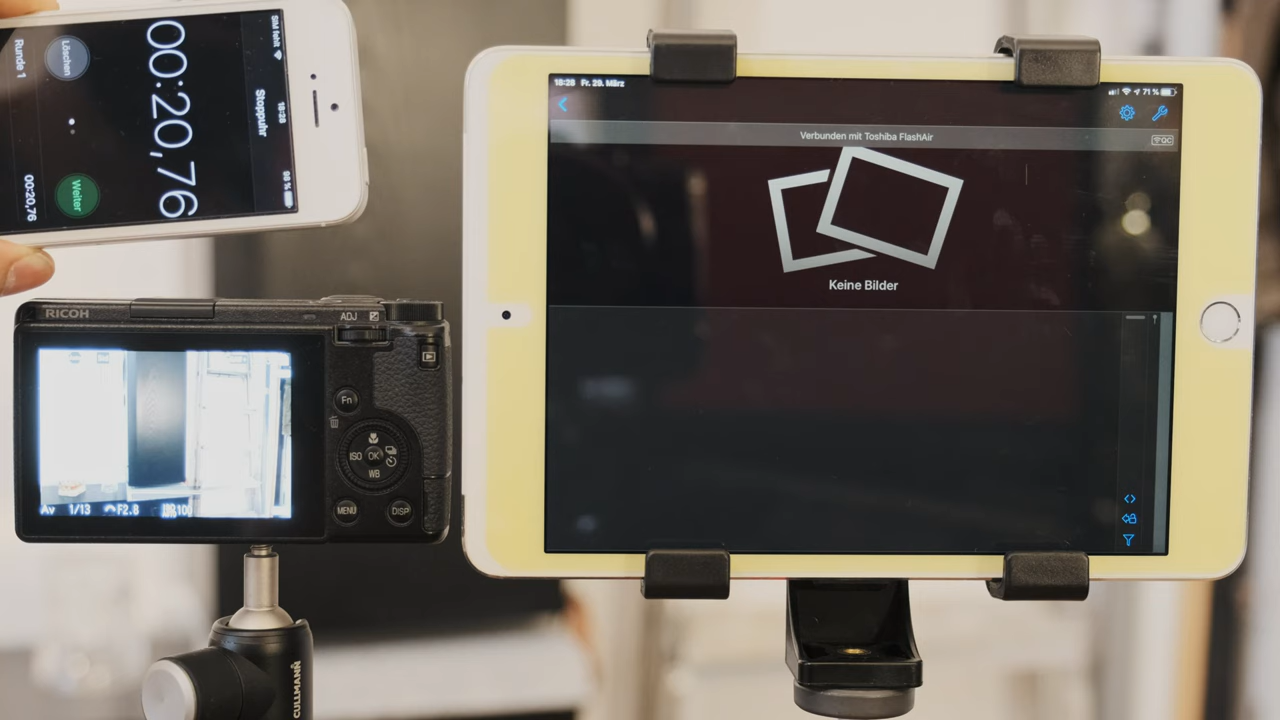 SIM fehlt
18:28
98 %
Stoppuhr
00:20,76
Löschen
Weiter
Runde 1
00:20,76
RICOH
ADJ
Fn
ISO
OK
WB
MENU
DISP
Av 1/13 F2.8
CULLMANN
18:28 Fr. 29. März
71 %
Verbunden mit Toshiba FlashAir
QC
Keine Bilder